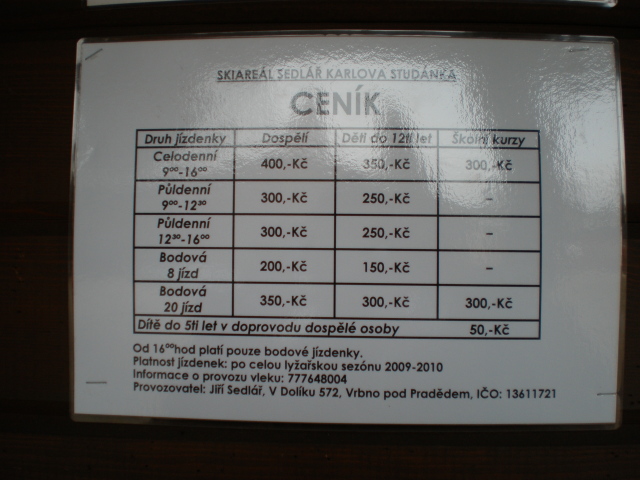 SKIAREÁL SEDLÁŘ KARLOVA STUDÁNKA
CENÍK
Druh jízdenky Dospělí Děti do 12ti let Školní kurzy
Celodenní
9⁰⁰-16⁰⁰ 400,-Kč 350,-Kč 300,-Kč
Půldenní
9⁰⁰-12³⁰ 300,-Kč 250,-Kč –
Půldenní
12³⁰-16⁰⁰ 300,-Kč 250,-Kč –
Bodová
8 jízd 200,-Kč 150,-Kč –
Bodová
20 jízd 350,-Kč 300,-Kč 300,-Kč
Dítě do 5ti let v doprovodu dospělé osoby 50,-Kč
Od 16⁰⁰hod platí pouze bodové jízdenky.
Platnost jízdenek: po celou lyžařskou sezónu 2009-2010
Informace o provozu vleku: 777648004
Provozovatel: Jiří Sedlář, V Dolíku 572, Vrbno pod Pradědem, IČO: 13611721